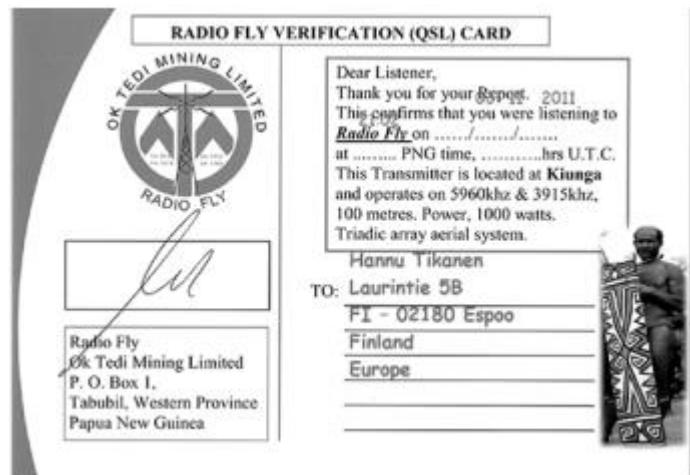 RADIO FLY VERIFICATION (QSL) CARD
OK TEDI MINING LIMITED
RADIO FLY
Radio Fly
Ok Tedi Mining Limited
P. O. Box 1,
Tabubil, Western Province
Papua New Guinea
Dear Listener,
Thank you for your Report.
2011
This confirms that you were listening to
Radio Fly on ....../......./.......
at ......... PNG time, ...........hrs U.T.C.
This Transmitter is located at Kiunga
and operates on 5960khz & 3915khz,
100 metres. Power, 1000 watts.
Triadic array aerial system.
TO:
Hannu Tikanen
Laurintie 5B
FI - 02180 Espoo
Finland
Europe